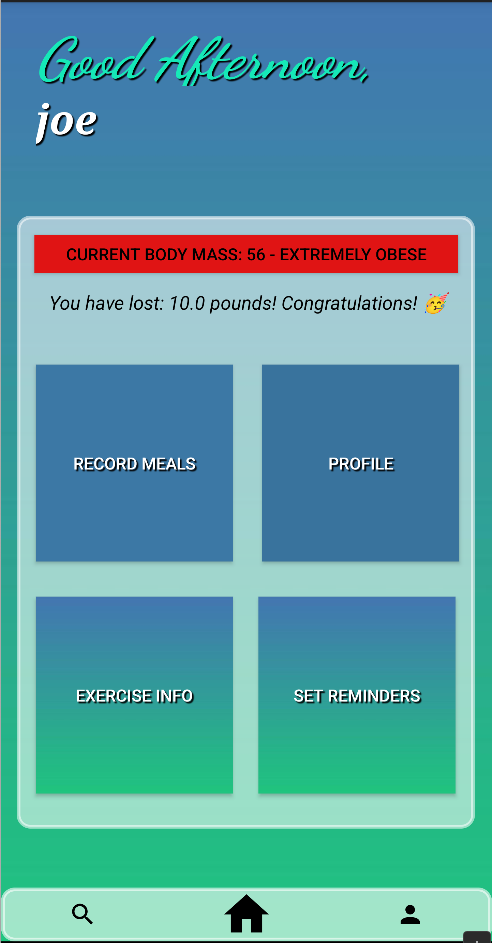 Good Afternoon,
joe
CURRENT BODY MASS: 56 - EXTREMELY OBESE
You have lost: 10.0 pounds! Congratulations! 🥳
RECORD MEALS
PROFILE
EXERCISE INFO
SET REMINDERS